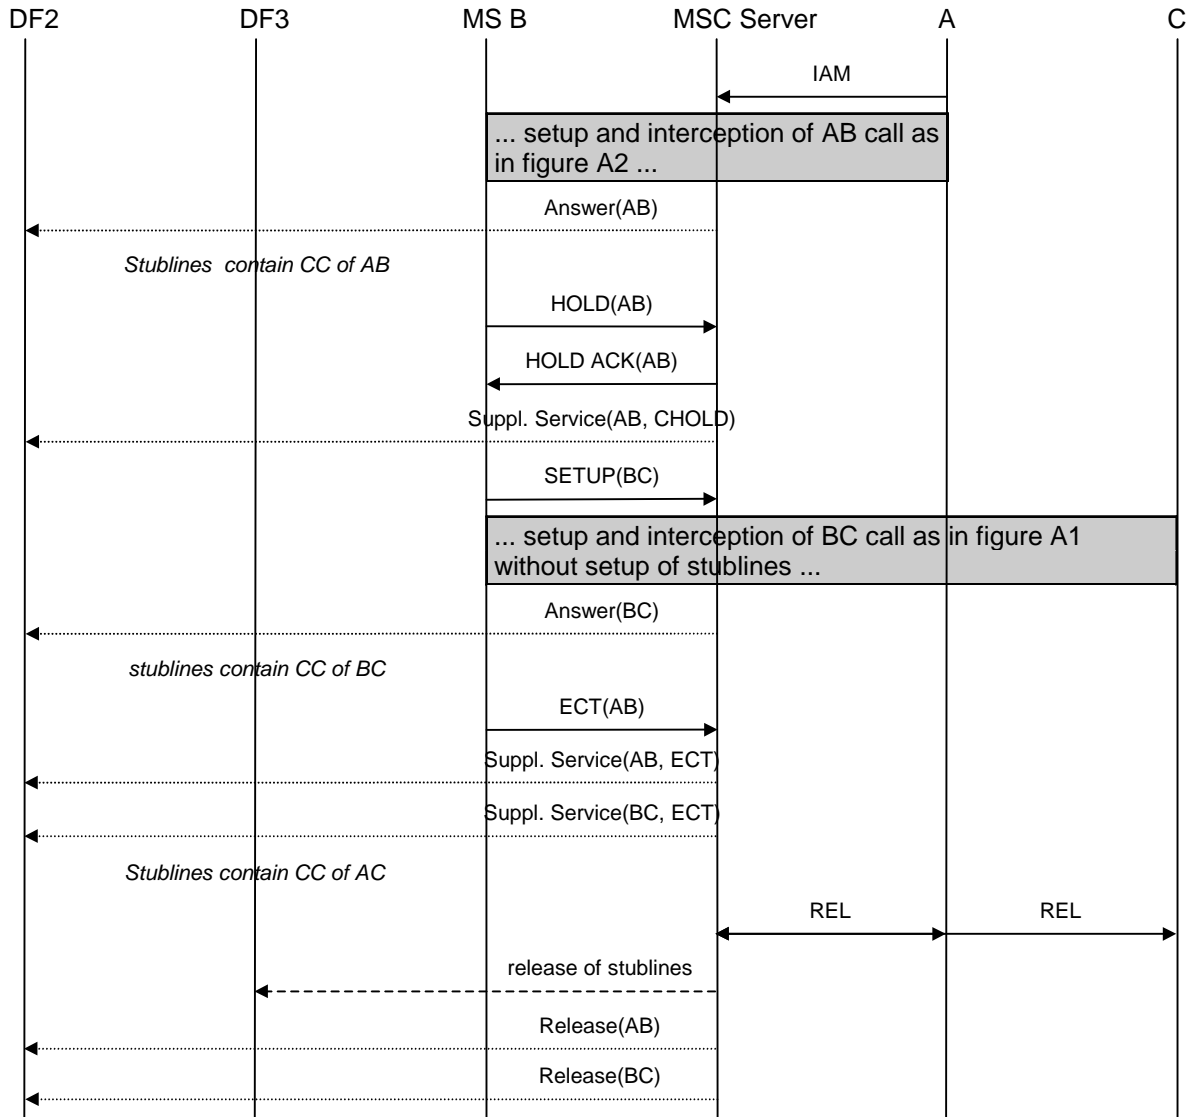 DF2 DF3 MS B MSC Server A C
IAM
... setup and interception of AB call as
in figure A2 ...
Answer(AB)
Stublines contain CC of AB
HOLD(AB)
HOLD ACK(AB)
Suppl. Service(AB, CHOLD)
SETUP(BC)
... setup and interception of BC call as in figure A1
without setup of stublines ...
Answer(BC)
stublines contain CC of BC
ECT(AB)
Suppl. Service(AB, ECT)
Suppl. Service(BC, ECT)
Stublines contain CC of AC
REL REL
release of stublines
Release(AB)
Release(BC)